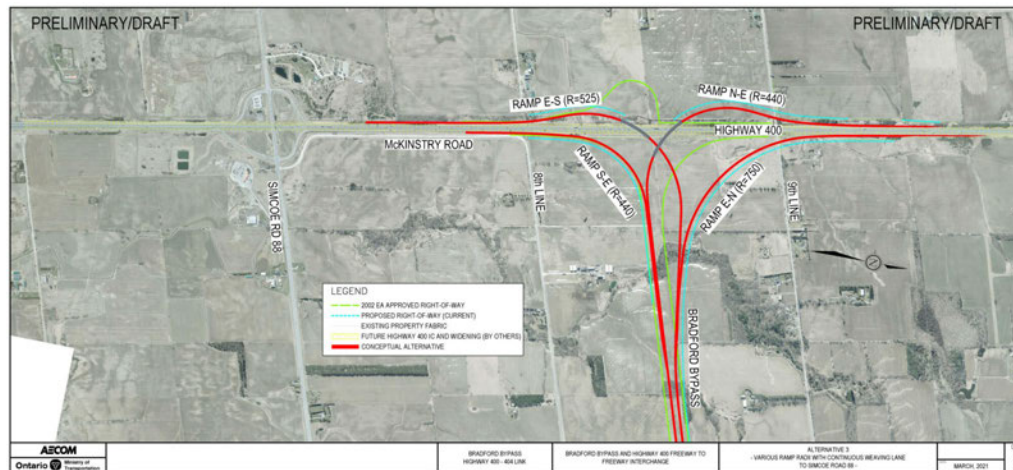 PRELIMINARY/DRAFT
PRELIMINARY/DRAFT
RAMP E-S (R=525)
RAMP N-E (R=440)
HIGHWAY 400
McKINSTRY ROAD
SIMCOE RD 88
8th LINE
RAMP S-E (R=440)
RAMP E-N (R=750)
9th LINE
BRADFORD BYPASS
LEGEND
2002 EA APPROVED RIGHT-OF-WAY
PROPOSED RIGHT-OF-WAY (CURRENT)
EXISTING PROPERTY FABRIC
FUTURE HIGHWAY 400 IC AND WIDENING (BY OTHERS)
CONCEPTUAL ALTERNATIVE
AECOM
Ontario Ministry of
Transportation
BRADFORD BYPASS
HIGHWAY 400 - 404 LINK
BRADFORD BYPASS AND HIGHWAY 400 FREEWAY TO
FREEWAY INTERCHANGE
ALTERNATIVE 3
- VARIOUS RAMP RADII WITH CONTINUOUS WEAVING LANE
TO SIMCOE ROAD 88 -
MARCH, 2021